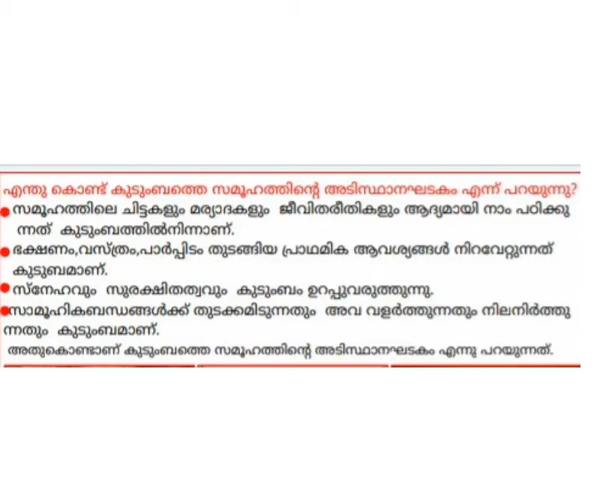 എന്തു കൊണ്ട് കുടുംബത്തെ സമൂഹത്തിന്റെ അടിസ്ഥാനഘടകം എന്ന് പറയുന്നു?
സമൂഹത്തിലെ ചിട്ടകളും മര്യാദകളും ജീവിതരീതികളും ആദ്യമായി നാം പഠിക്കു
ന്നത് കുടുംബത്തിൽനിന്നാണ്.
ഭക്ഷണം,വസ്ത്രം,പാർപ്പിടം തുടങ്ങിയ പ്രാഥമിക ആവശ്യങ്ങൾ നിറവേറ്റുന്നത്
കുടുബമാണ്.
സ്നേഹവും സുരക്ഷിതത്വവും കുടുംബം ഉറപ്പുവരുത്തുന്നു.
സാമൂഹികബന്ധങ്ങൾക്ക് തുടക്കമിടുന്നതും അവ വളർത്തുന്നതും നിലനിർത്തു
ന്നതും കുടുംബമാണ്.
അതുകൊണ്ടാണ് കുടുംബത്തെ സമൂഹത്തിന്റെ അടിസ്ഥാനഘടകം എന്നു പറയുന്നത്.